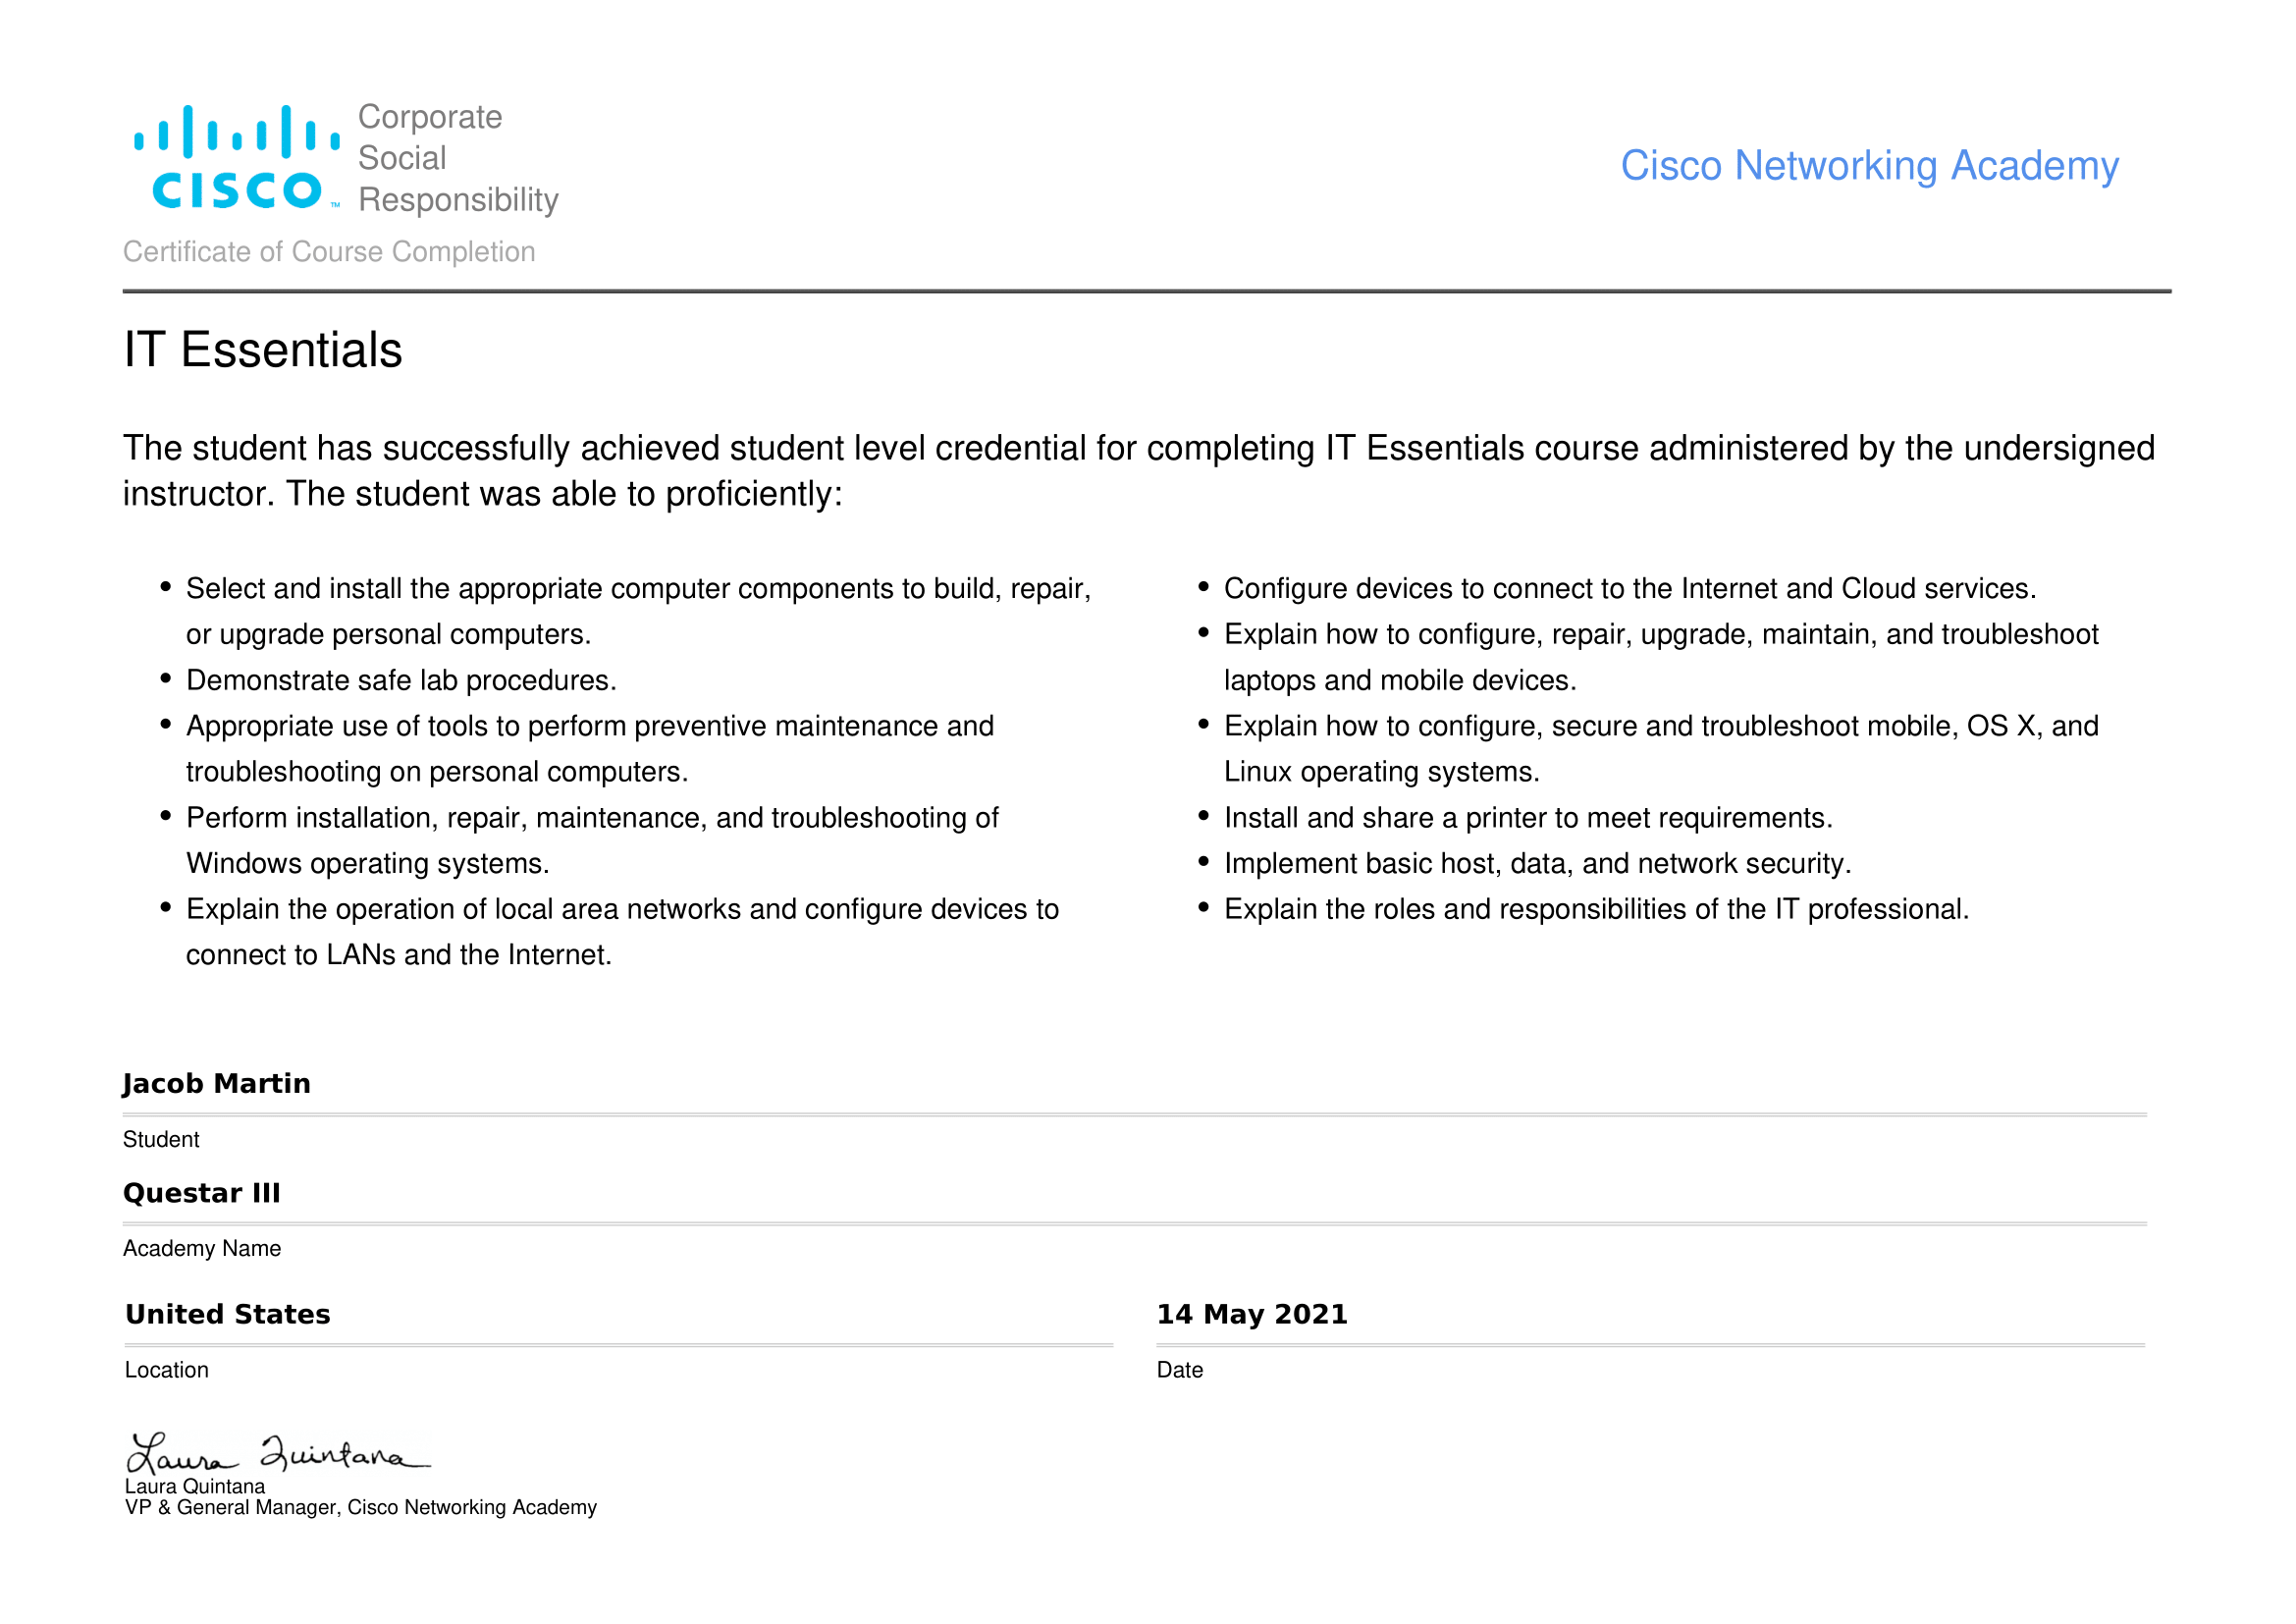 Corporate
Social
Responsibility
CISCO™
Cisco Networking Academy
Certificate of Course Completion
IT Essentials
The student has successfully achieved student level credential for completing IT Essentials course administered by the undersigned
instructor. The student was able to proficiently:
• Select and install the appropriate computer components to build, repair,
or upgrade personal computers.
• Demonstrate safe lab procedures.
• Appropriate use of tools to perform preventive maintenance and
troubleshooting on personal computers.
• Perform installation, repair, maintenance, and troubleshooting of
Windows operating systems.
• Explain the operation of local area networks and configure devices to
connect to LANs and the Internet.
• Configure devices to connect to the Internet and Cloud services.
• Explain how to configure, repair, upgrade, maintain, and troubleshoot
laptops and mobile devices.
• Explain how to configure, secure and troubleshoot mobile, OS X, and
Linux operating systems.
• Install and share a printer to meet requirements.
• Implement basic host, data, and network security.
• Explain the roles and responsibilities of the IT professional.
Jacob Martin
Student
Questar III
Academy Name
United States
Location
14 May 2021
Date
Laura Quintana
Laura Quintana
VP & General Manager, Cisco Networking Academy